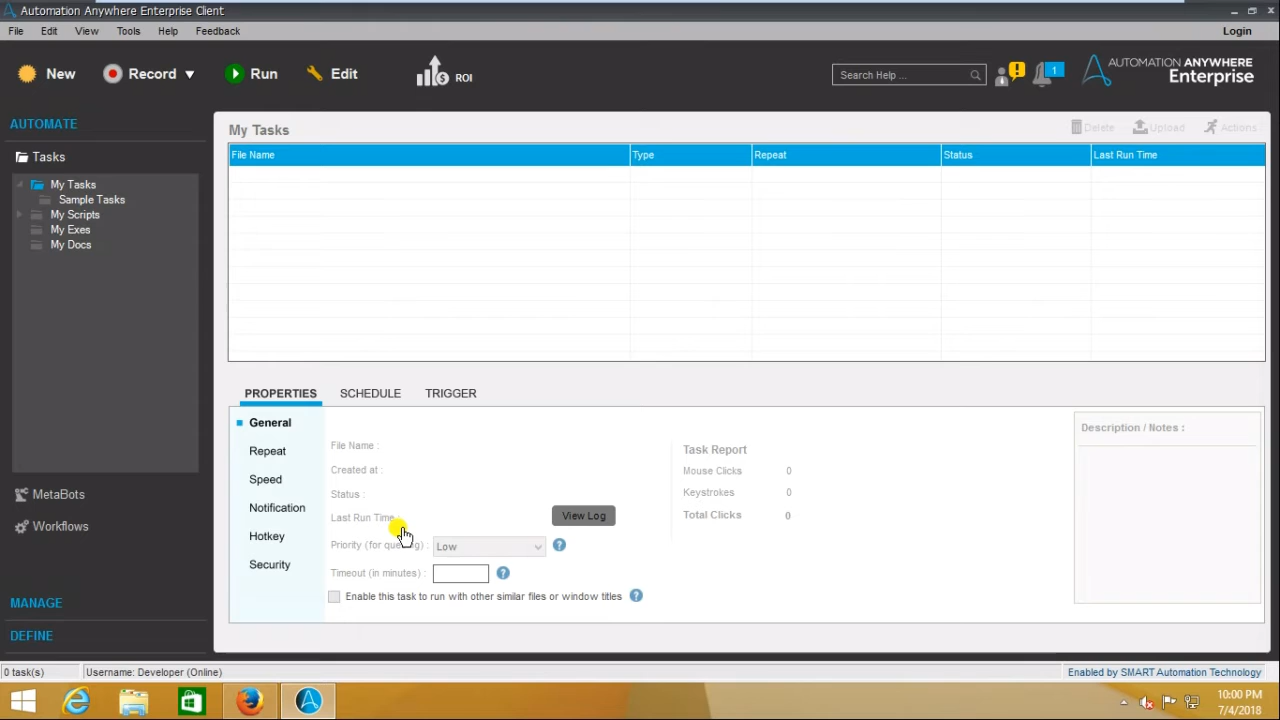 Automation Anywhere Enterprise Client
File Edit View Tools Help Feedback Login
New Record Run Edit ROI Search Help ... 1 AUTOMATION ANYWHERE
Enterprise
AUTOMATE
Tasks
My Tasks
Sample Tasks
My Scripts
My Exes
My Docs
MetaBots
Workflows
MANAGE
DEFINE
My Tasks Delete Upload Actions
File Name Type Repeat Status Last Run Time
PROPERTIES SCHEDULE TRIGGER
General
Repeat
Speed
Notification
Hotkey
Security
File Name :
Created at :
Status :
Last Run Time
View Log
Priority (for queuing) : Low ?
Timeout (in minutes) : ?
Enable this task to run with other similar files or window titles ?
Task Report
Mouse Clicks 0
Keystrokes 0
Total Clicks 0
Description / Notes :
0 task(s) Username: Developer (Online) Enabled by SMART Automation Technology
10:00 PM
7/4/2018